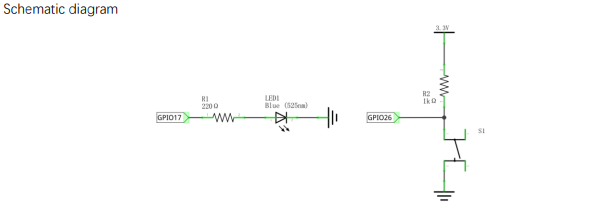 Schematic diagram
3.3V
R1
220Ω
LED1
Blue (525nm)
R2
1kΩ
GPIO17
GPIO26
S1